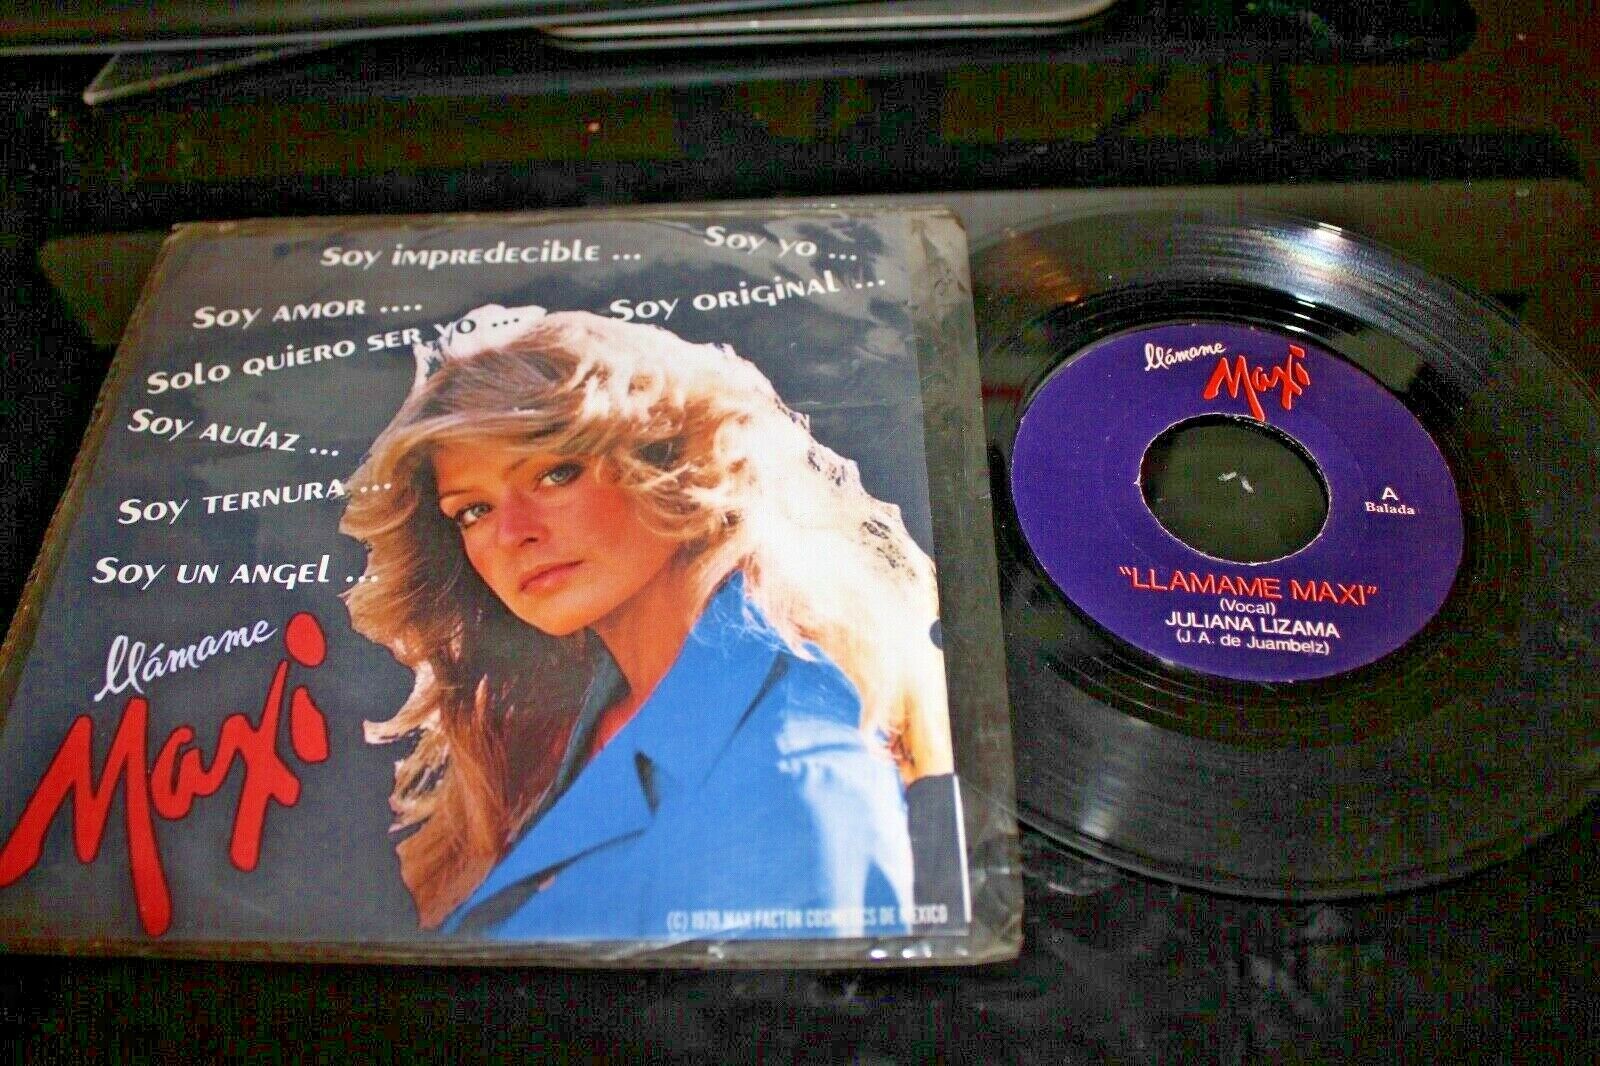 Soy impredecible ...
Soy yo ...
Soy amor ....
Soy original ...
Solo quiero ser yo ...
Soy audaz ...
Soy ternura ...
Soy un angel ...
llámame
Maxi
(C) 1979 MAX FACTOR COSMETICS DE MEXICO
llámame
Maxi
A
Balada
"LLAMAME MAXI"
(Vocal)
JULIANA LIZAMA
(J. A. de Juambelz)